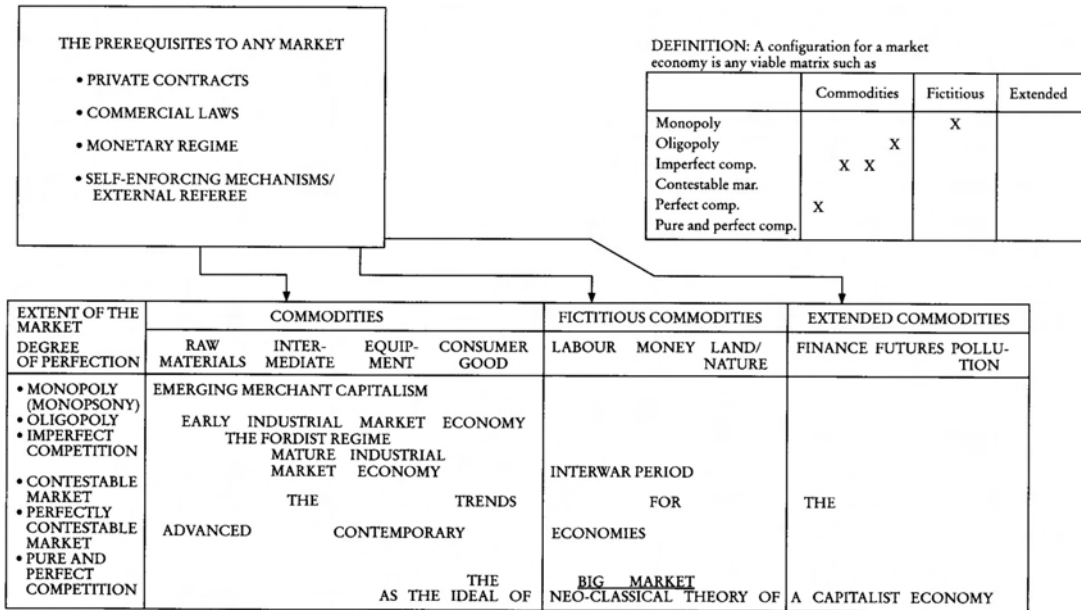 THE PREREQUISITES TO ANY MARKET
• PRIVATE CONTRACTS
• COMMERCIAL LAWS
• MONETARY REGIME
• SELF-ENFORCING MECHANISMS/
EXTERNAL REFEREE
DEFINITION: A configuration for a market
economy is any viable matrix such as
Commodities Fictitious Extended
Monopoly X
Oligopoly X
Imperfect comp. X X
Contestable mar.
Perfect comp. X
Pure and perfect comp.
EXTENT OF THE
MARKET
COMMODITIES FICTITIOUS COMMODITIES EXTENDED COMMODITIES
DEGREE
OF PERFECTION
RAW INTER- EQUIP- CONSUMER
MATERIALS MEDIATE MENT GOOD
LABOUR MONEY LAND/
NATURE
FINANCE FUTURES POLLU-
TION
• MONOPOLY
(MONOPSONY)
• OLIGOPOLY
• IMPERFECT
COMPETITION
• CONTESTABLE
MARKET
• PERFECTLY
CONTESTABLE
MARKET
• PURE AND
PERFECT
COMPETITION
EMERGING MERCHANT CAPITALISM
EARLY INDUSTRIAL MARKET ECONOMY
THE FORDIST REGIME
MATURE INDUSTRIAL
MARKET ECONOMY
INTERWAR PERIOD
THE TRENDS FOR THE
ADVANCED CONTEMPORARY ECONOMIES
THE BIG MARKET
AS THE IDEAL OF NEO-CLASSICAL THEORY OF A CAPITALIST ECONOMY